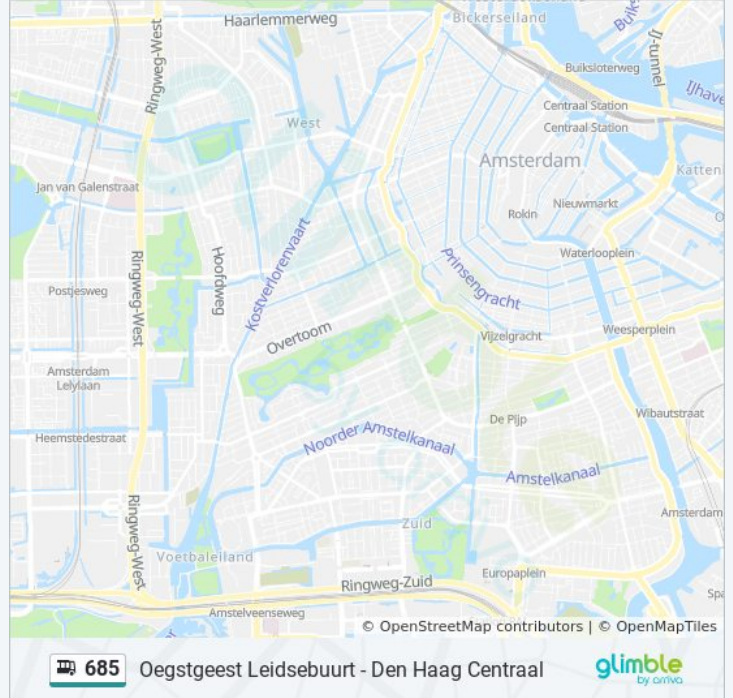 Haarlemmerweg
Bickerseiland
Ringweg-West
IJ-tunnel
Buiksloterweg
Centraal Station
Centraal Station
West
Amsterdam
Katten
Jan van Galenstraat
Rokin
Nieuwmarkt
Waterlooplein
Kostverlorenvaart
Hoofdweg
Ringweg-West
Prinsengracht
Postjesweg
Overtoom
Vijzelgracht
Weesperplein
Amsterdam
Lelylaan
De Pijp
Wibautstraat
Heemstedestraat
Noorder Amstelkanaal
Amstelkanaal
Ringweg-West
Amsterdam
Zuid
Voetbaleiland
Europaplein
Ringweg-Zuid
Spa
Amstelveenseweg
© OpenStreetMap contributors | © OpenMapTiles
685 Oegstgeest Leidsebuurt - Den Haag Centraal
glimble
by arriva